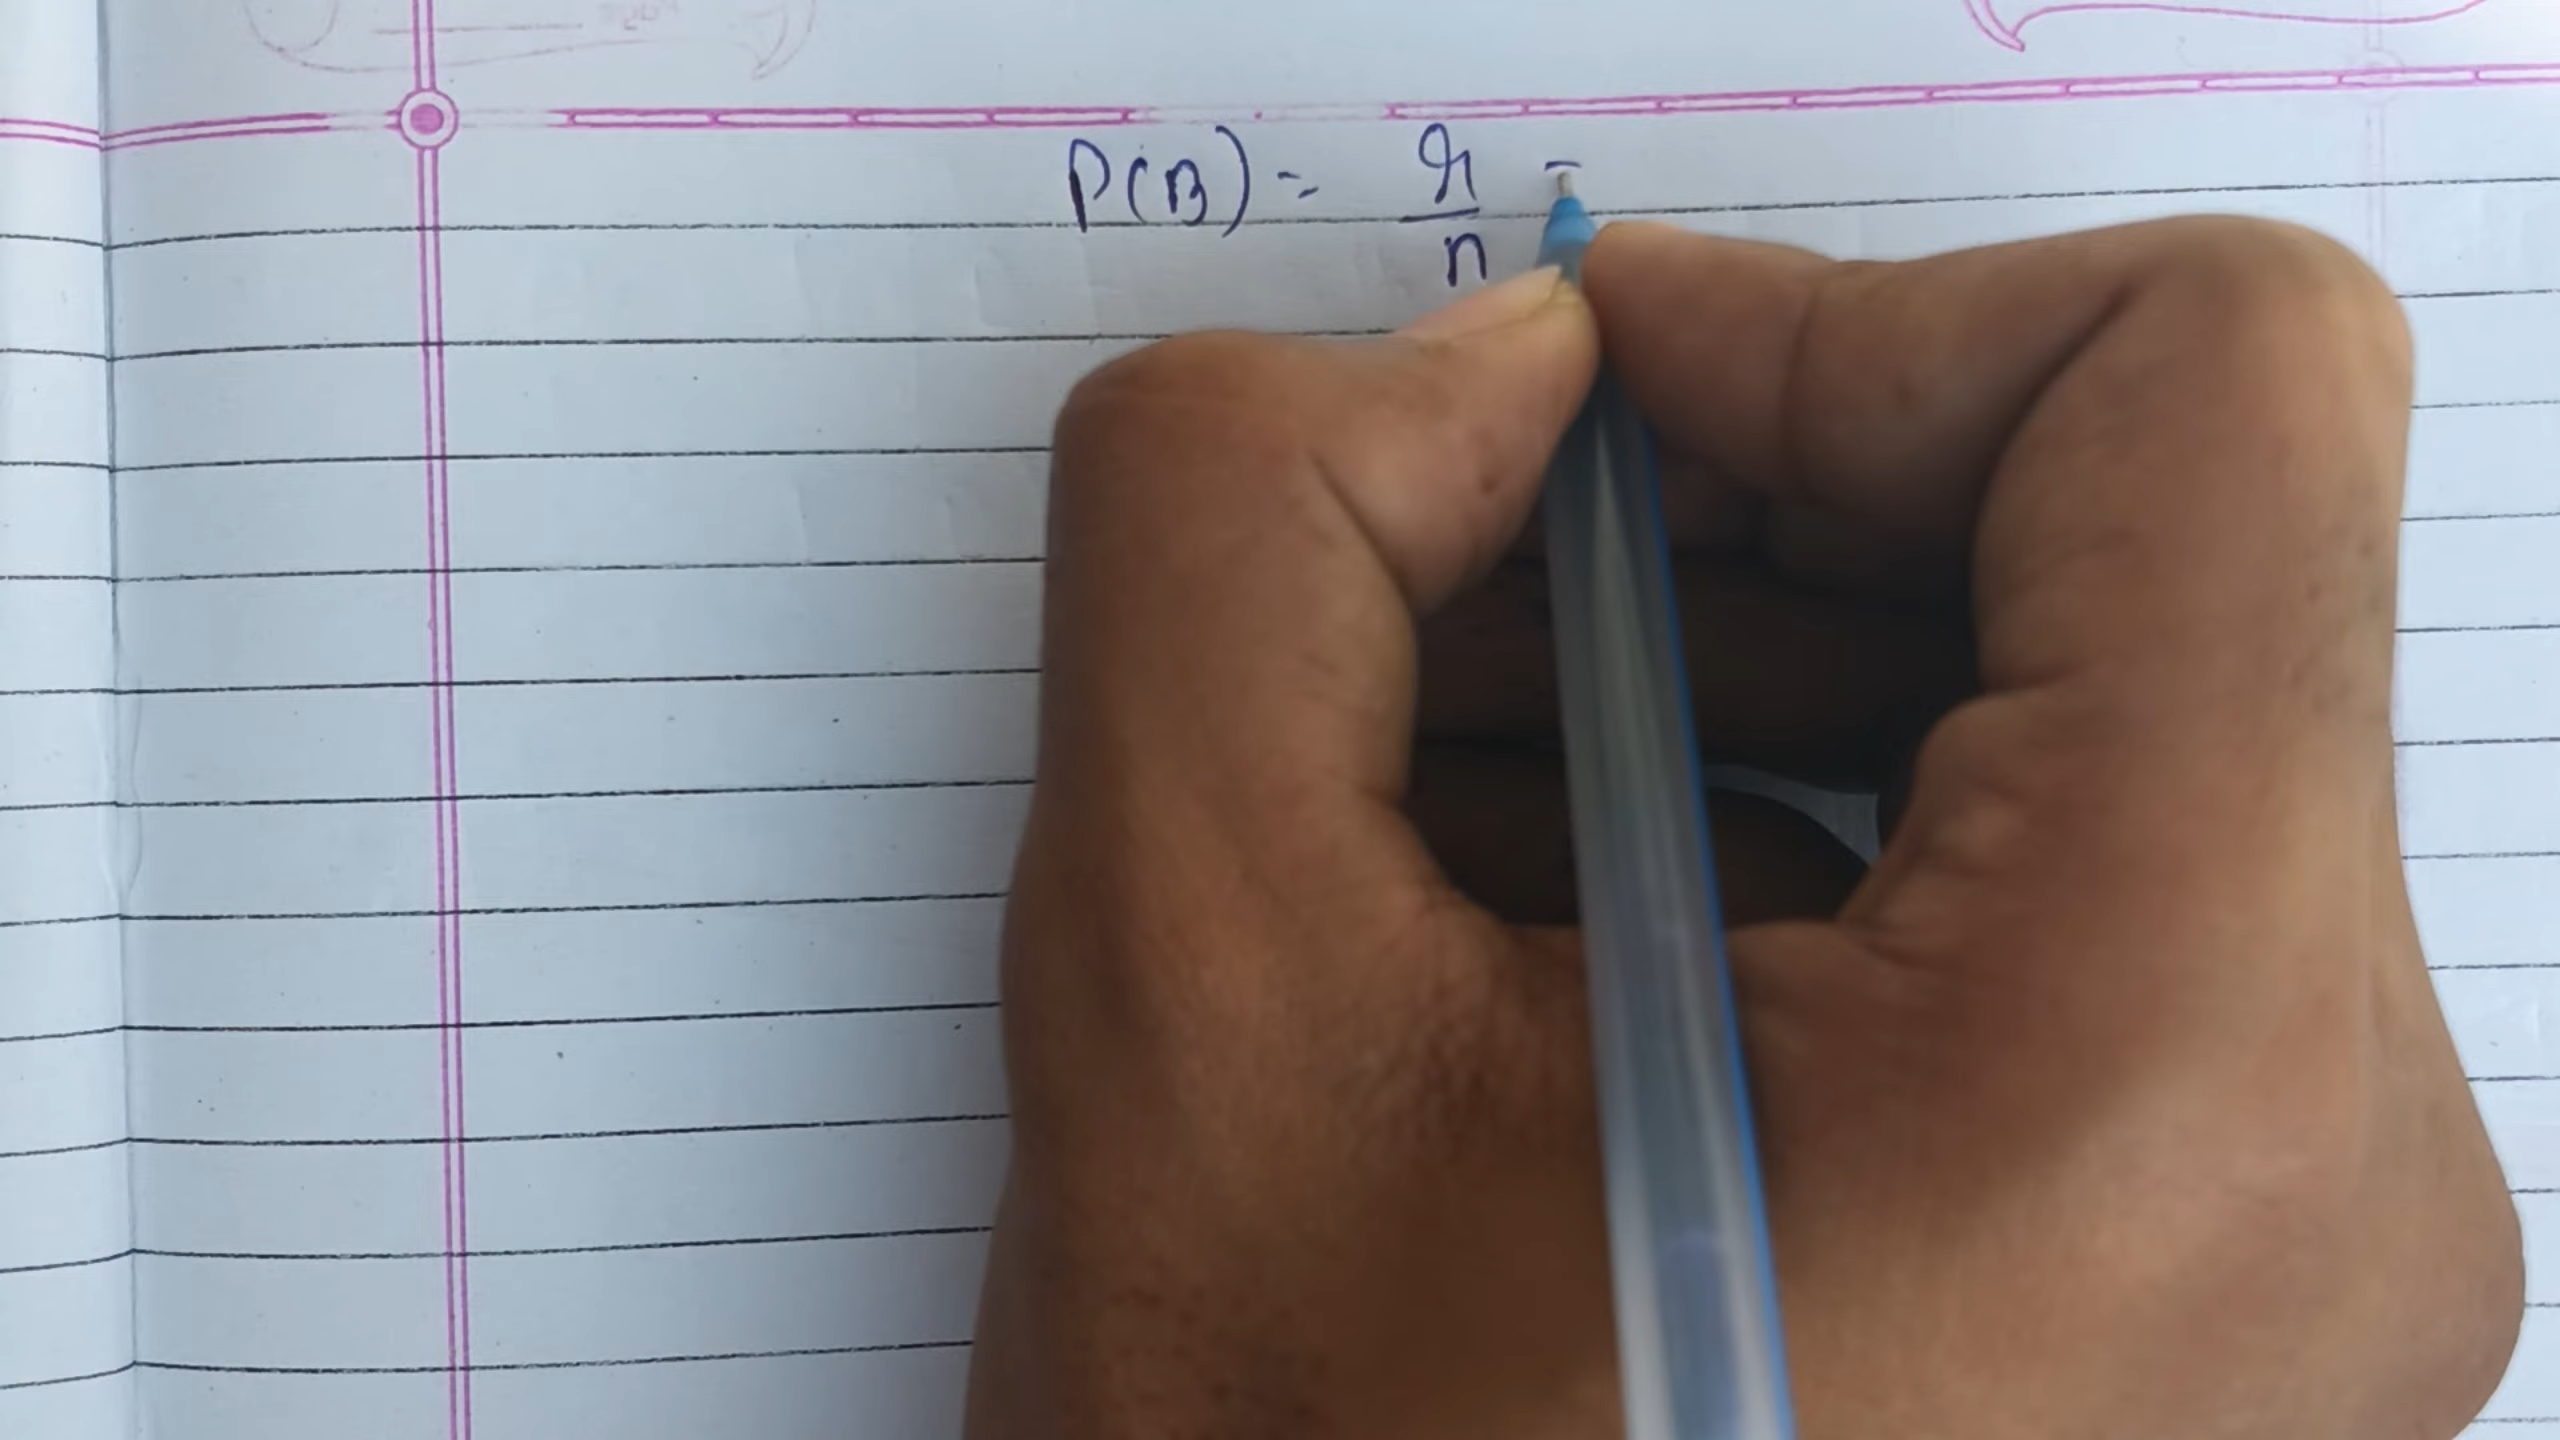 P(B) = r/n =